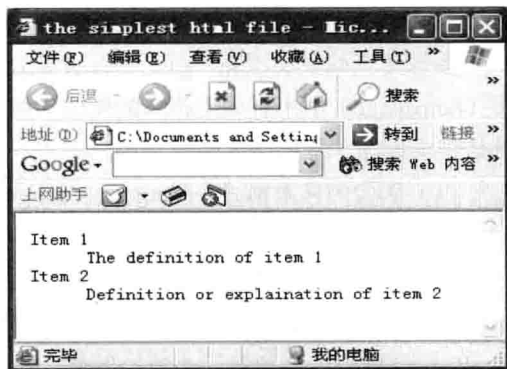 the simplest html file - Mic...
文件(F) 编辑(E) 查看(V) 收藏(A) 工具(T) »
后退 搜索 »
地址(D) C:\Documents and Setting 转到 链接 »
Google 搜索 Web 内容 »
上网助手
Item 1
The definition of item 1
Item 2
Definition or explaination of item 2
完毕 我的电脑